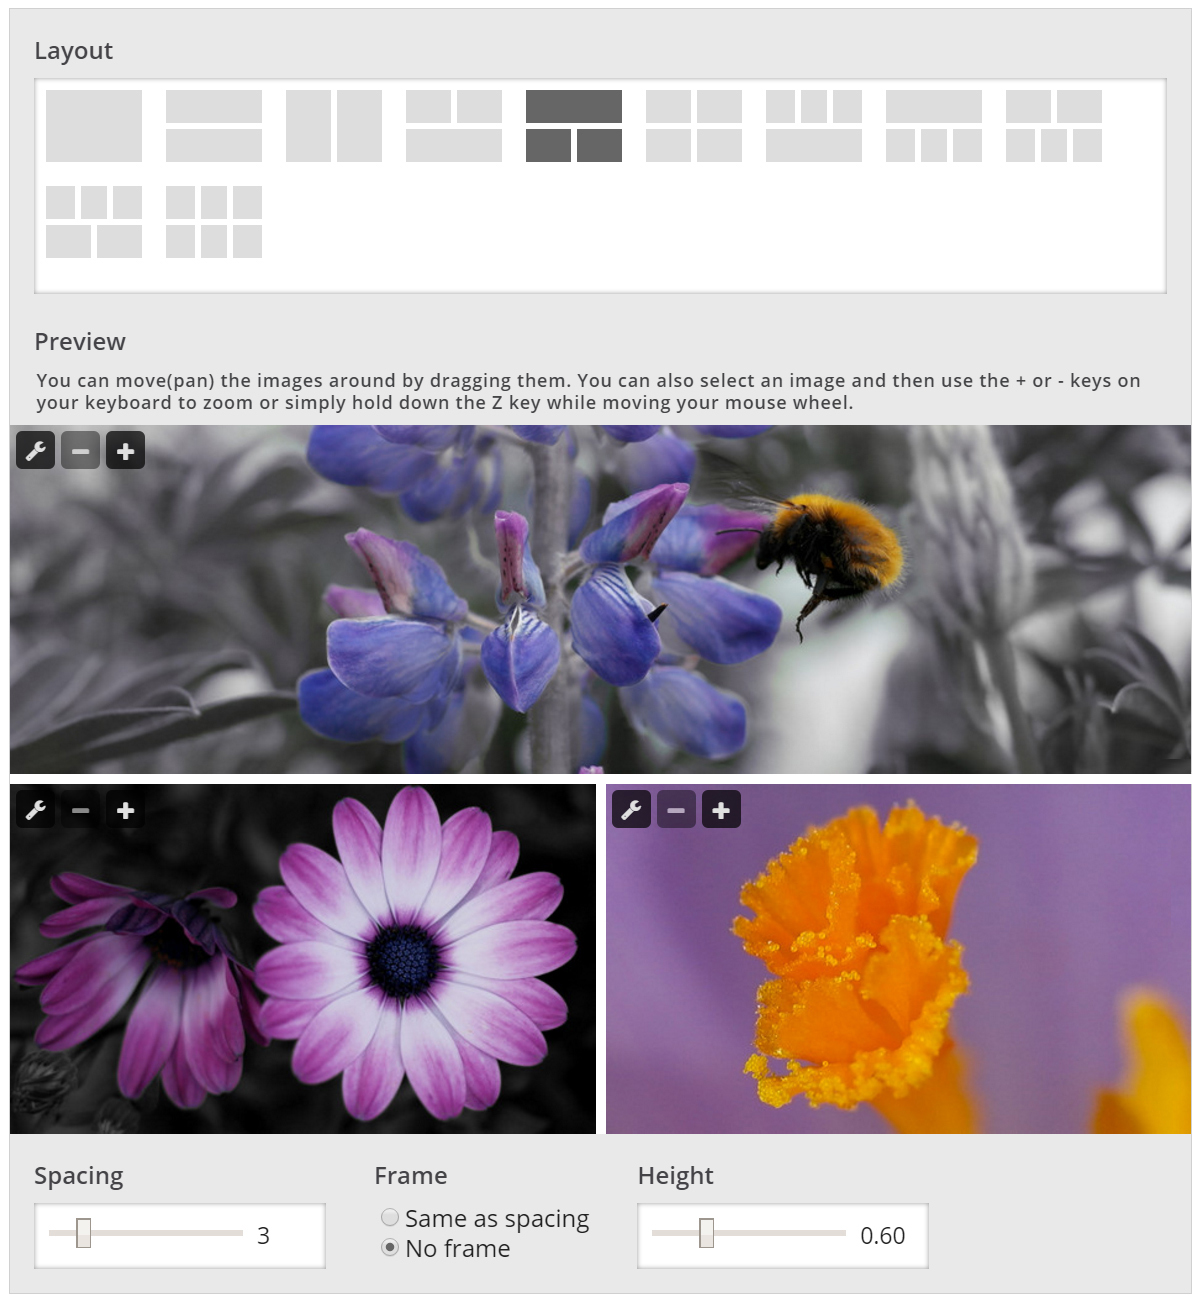 Layout
Preview
You can move(pan) the images around by dragging them. You can also select an image and then use the + or - keys on
your keyboard to zoom or simply hold down the Z key while moving your mouse wheel.
Spacing
Frame
Height
3
Same as spacing
No frame
0.60